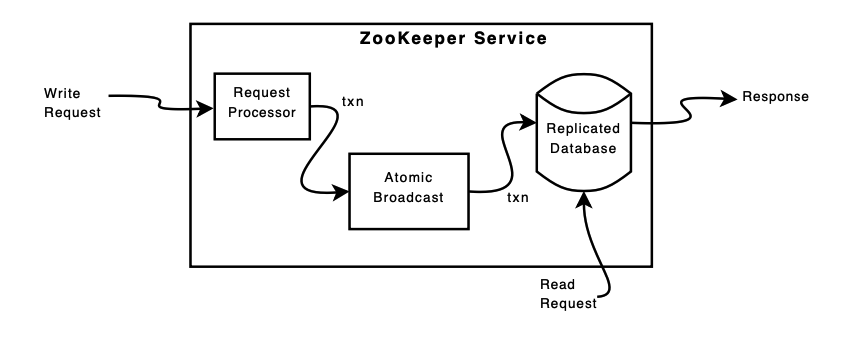 ZooKeeper Service
Write
Request
Request
Processor
txn
Atomic
Broadcast
txn
Replicated
Database
Response
Read
Request